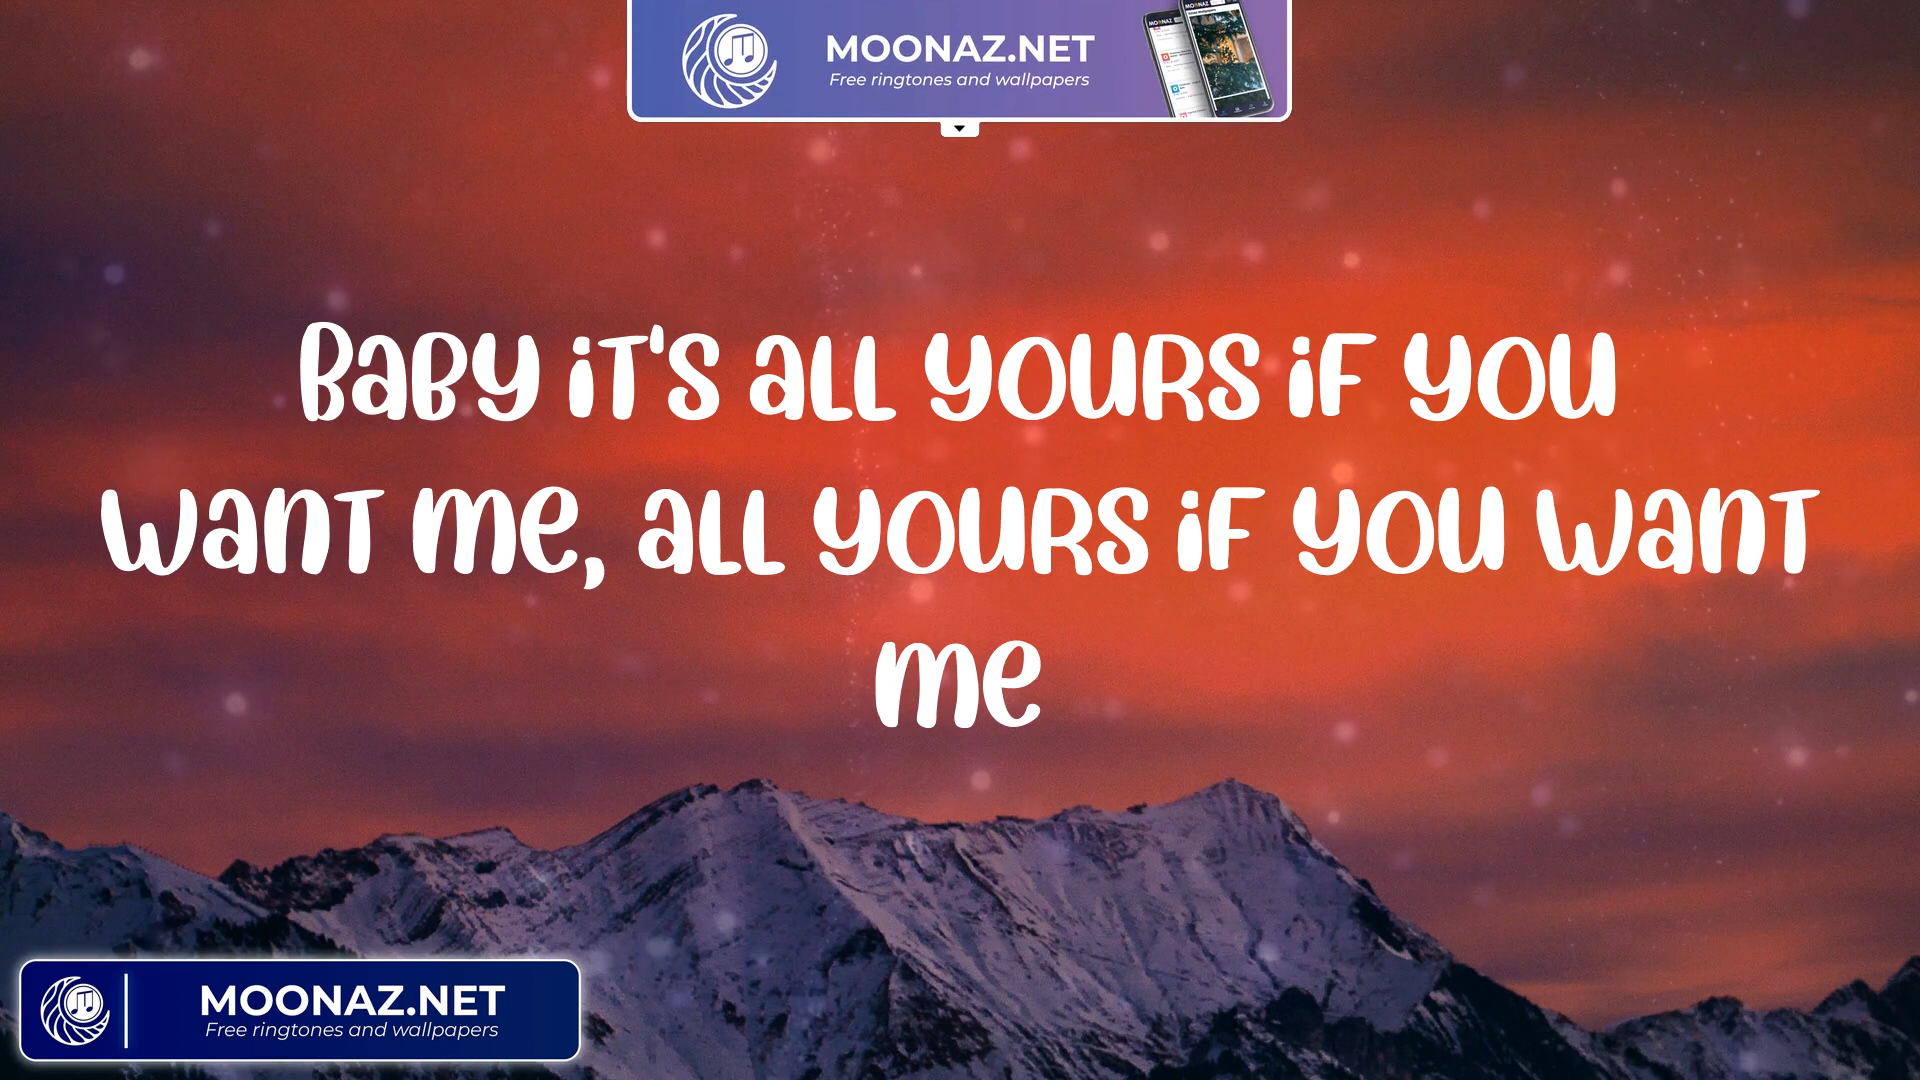 MOONAZ.NET
Free ringtones and wallpapers
Baby it's all yours if you
want me, all yours if you want
me
MOONAZ.NET
Free ringtones and wallpapers